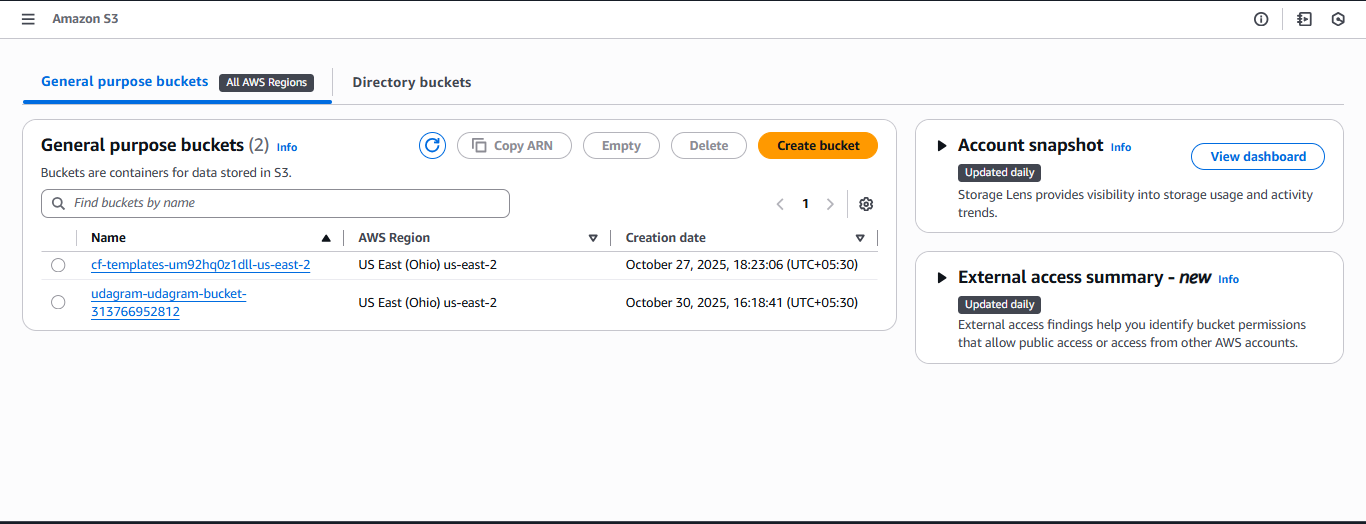 Amazon S3
General purpose buckets All AWS Regions Directory buckets
General purpose buckets (2) Info
Copy ARN Empty Delete Create bucket
Buckets are containers for data stored in S3.
Find buckets by name
1
Name AWS Region Creation date
cf-templates-um92hq0z1dll-us-east-2 US East (Ohio) us-east-2 October 27, 2025, 18:23:06 (UTC+05:30)
udagram-udagram-bucket-
313766952812 US East (Ohio) us-east-2 October 30, 2025, 16:18:41 (UTC+05:30)
Account snapshot Info
View dashboard
Updated daily
Storage Lens provides visibility into storage usage and activity
trends.
External access summary - new Info
Updated daily
External access findings help you identify bucket permissions
that allow public access or access from other AWS accounts.